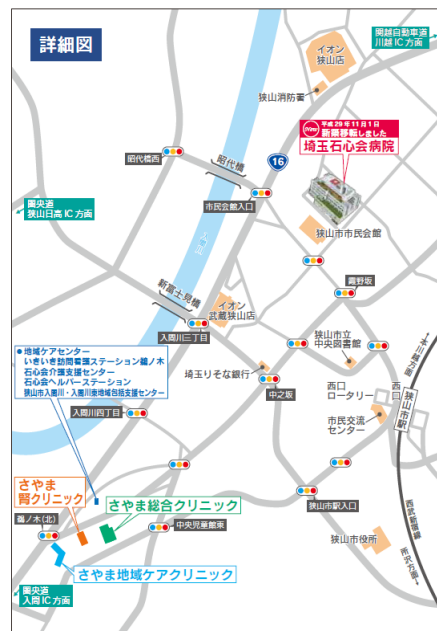 詳細図
関越自動車道
川越IC方面
イオン
狭山店
狭山消防署
New
平成29年11月1日
新築移転しました
埼玉石心会病院
昭代橋西
昭代橋
16
市民会館入口
圏央道
狭山日高IC方面
狭山市市民会館
霞野坂
新富士見橋
イオン
武蔵狭山店
入間川三丁目
●地域ケアセンター
いきいき訪問看護ステーション鵜ノ木
石心会介護支援センター
石心会ヘルパーステーション
狭山市入間川・入間川東地域包括支援センター
狭山市立
中央図書館
本川越方面
埼玉りそな銀行
中之坂
西口
ロータリー
西口
狭山市駅
市民交流
センター
入間川四丁目
さやま
腎クリニック
さやま総合クリニック
鵜ノ木(北)
中央児童館東
狭山市駅入口
西武新宿線
所沢方面
狭山市役所
さやま地域ケアクリニック
圏央道
入間IC方面